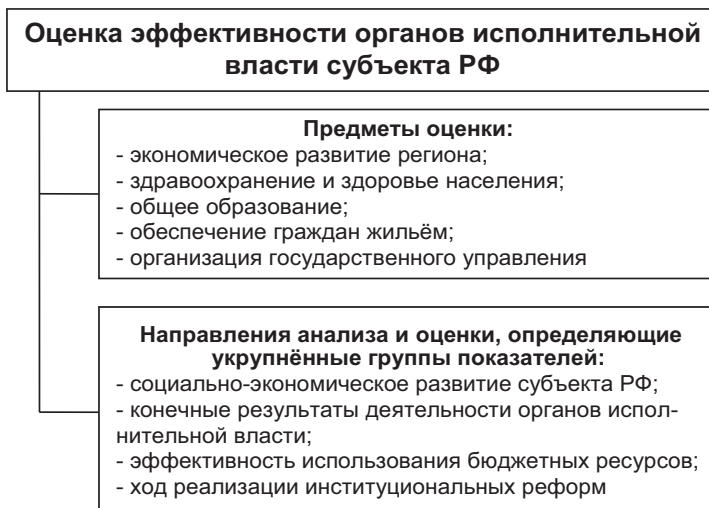 Оценка эффективности органов исполнительной
власти субъекта РФ
Предметы оценки:
- экономическое развитие региона;
- здравоохранение и здоровье населения;
- общее образование;
- обеспечение граждан жильём;
- организация государственного управления
Направления анализа и оценки, определяющие
укрупнённые группы показателей:
- социально-экономическое развитие субъекта РФ;
- конечные результаты деятельности органов испол-
нительной власти;
- эффективность использования бюджетных ресурсов;
- ход реализации институциональных реформ